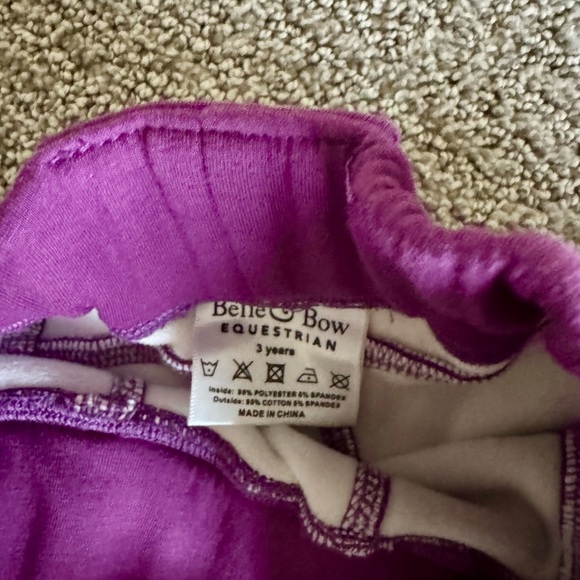 Belle & Bow
EQUESTRIAN
3 years
Inside: 95% POLYESTER 5% SPANDEX
Outside: 95% COTTON 5% SPANDEX
MADE IN CHINA